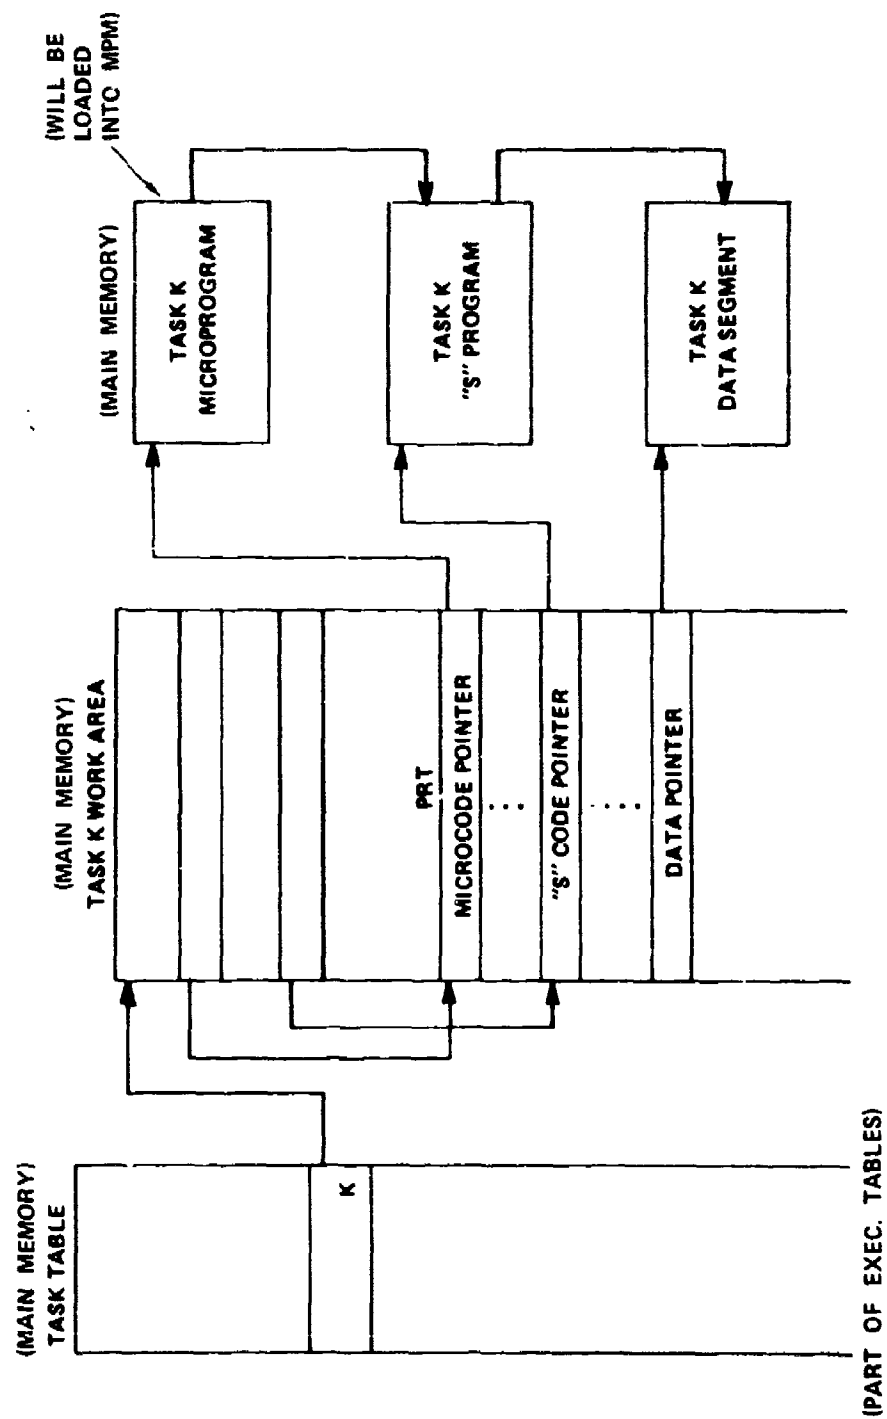 (MAIN MEMORY)
TASK TABLE
K
(PART OF EXEC. TABLES)
(MAIN MEMORY)
TASK K WORK AREA
PRT
MICROCODE POINTER
. . .
"S" CODE POINTER
. . . .
DATA POINTER
(MAIN MEMORY)
(WILL BE
LOADED
INTO MPM)
TASK K
MICROPROGRAM
TASK K
"S" PROGRAM
TASK K
DATA SEGMENT